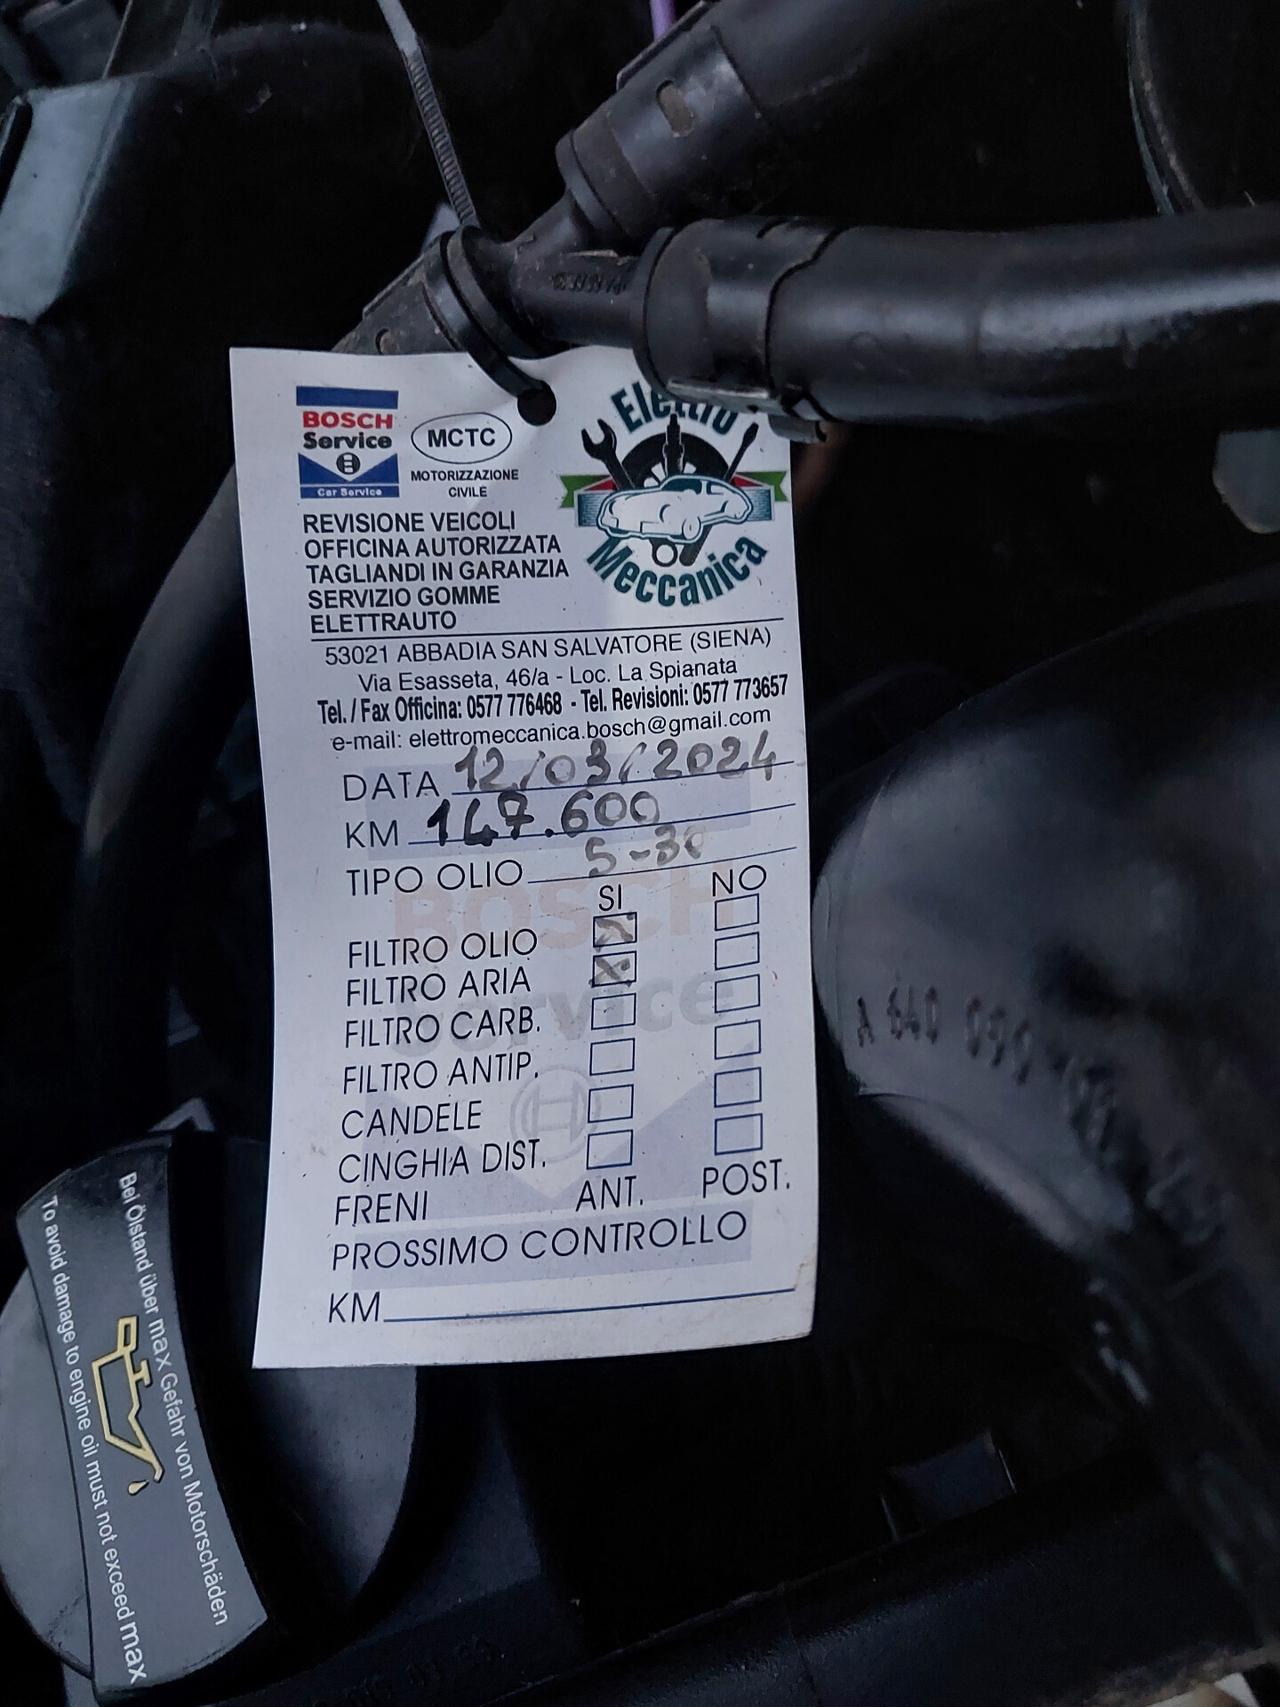 Elettro
BOSCH
Service
Car Service
MCTC
MOTORIZZAZIONE
CIVILE
Meccanica
REVISIONE VEICOLI
OFFICINA AUTORIZZATA
TAGLIANDI IN GARANZIA
SERVIZIO GOMME
ELETTRAUTO
53021 ABBADIA SAN SALVATORE (SIENA)
Via Esasseta, 46/a - Loc. La Spianata
Tel. / Fax Officina: 0577 776468 - Tel. Revisioni: 0577 773657
e-mail: elettromeccanica.bosch@gmail.com
DATA 12/03/2024
KM 147.600
TIPO OLIO 5-30
SI NO
FILTRO OLIO X
FILTRO ARIA X
FILTRO CARB.
FILTRO ANTIP.
CANDELE
CINGHIA DIST.
FRENI ANT. POST.
PROSSIMO CONTROLLO
KM
BOSCH
Service
A 640 090
Bei Ölstand über max Gefahr von Motorschäden
To avoid damage to engine oil must not exceed max